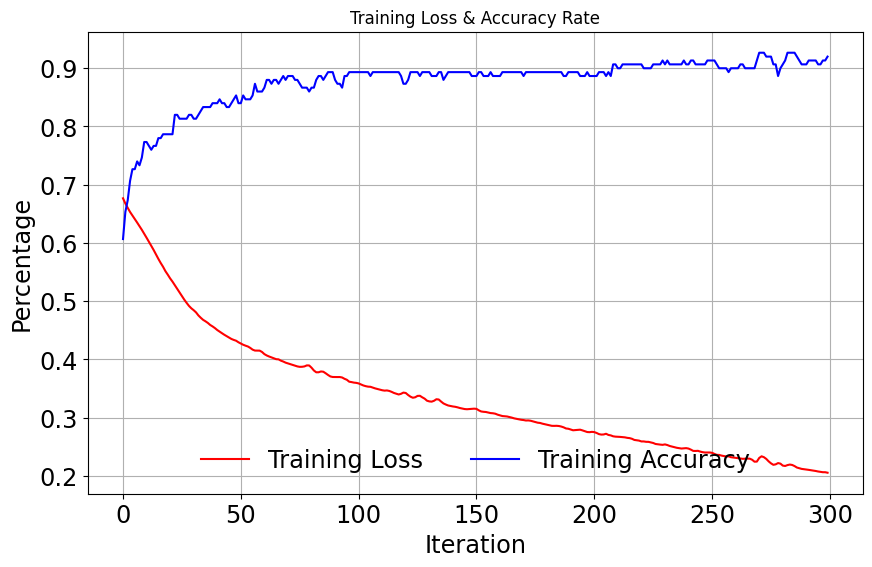 Training Loss & Accuracy Rate
Percentage
0.9
0.8
0.7
0.6
0.5
0.4
0.3
0.2
Training Loss
Training Accuracy
0 50 100 150 200 250 300
Iteration